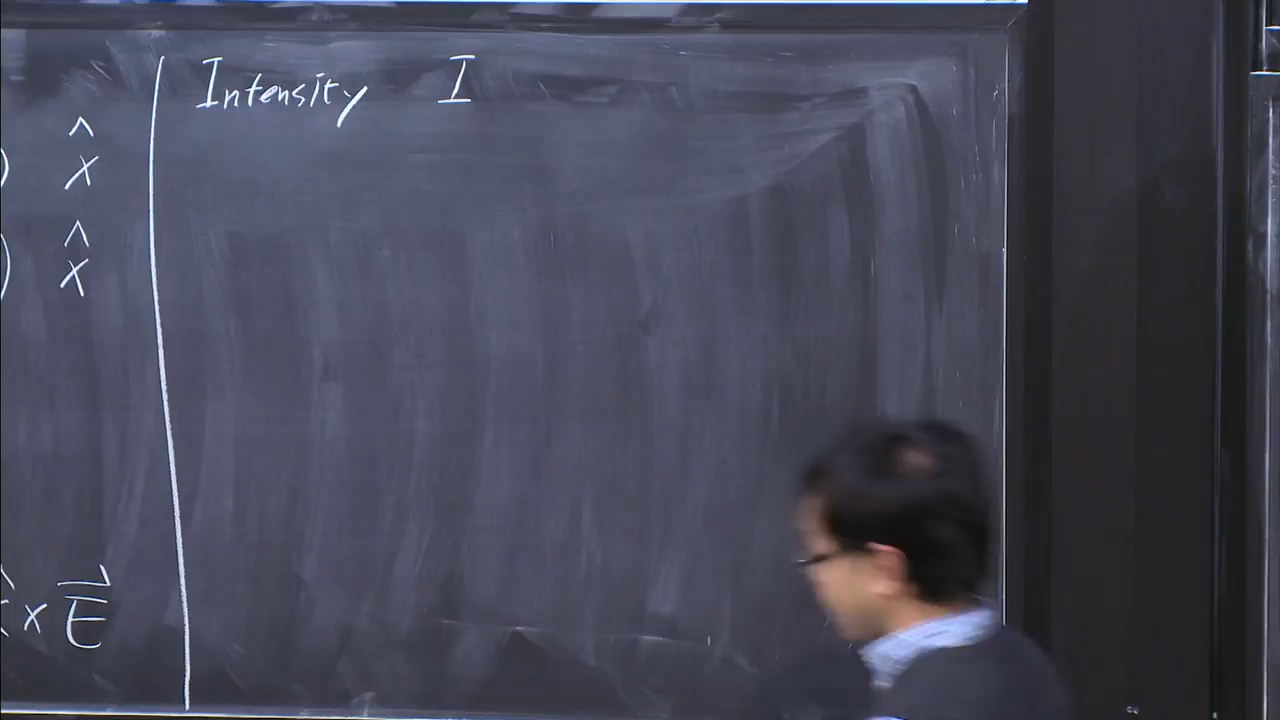 Intensity I
) x̂
) x̂
× E⃗